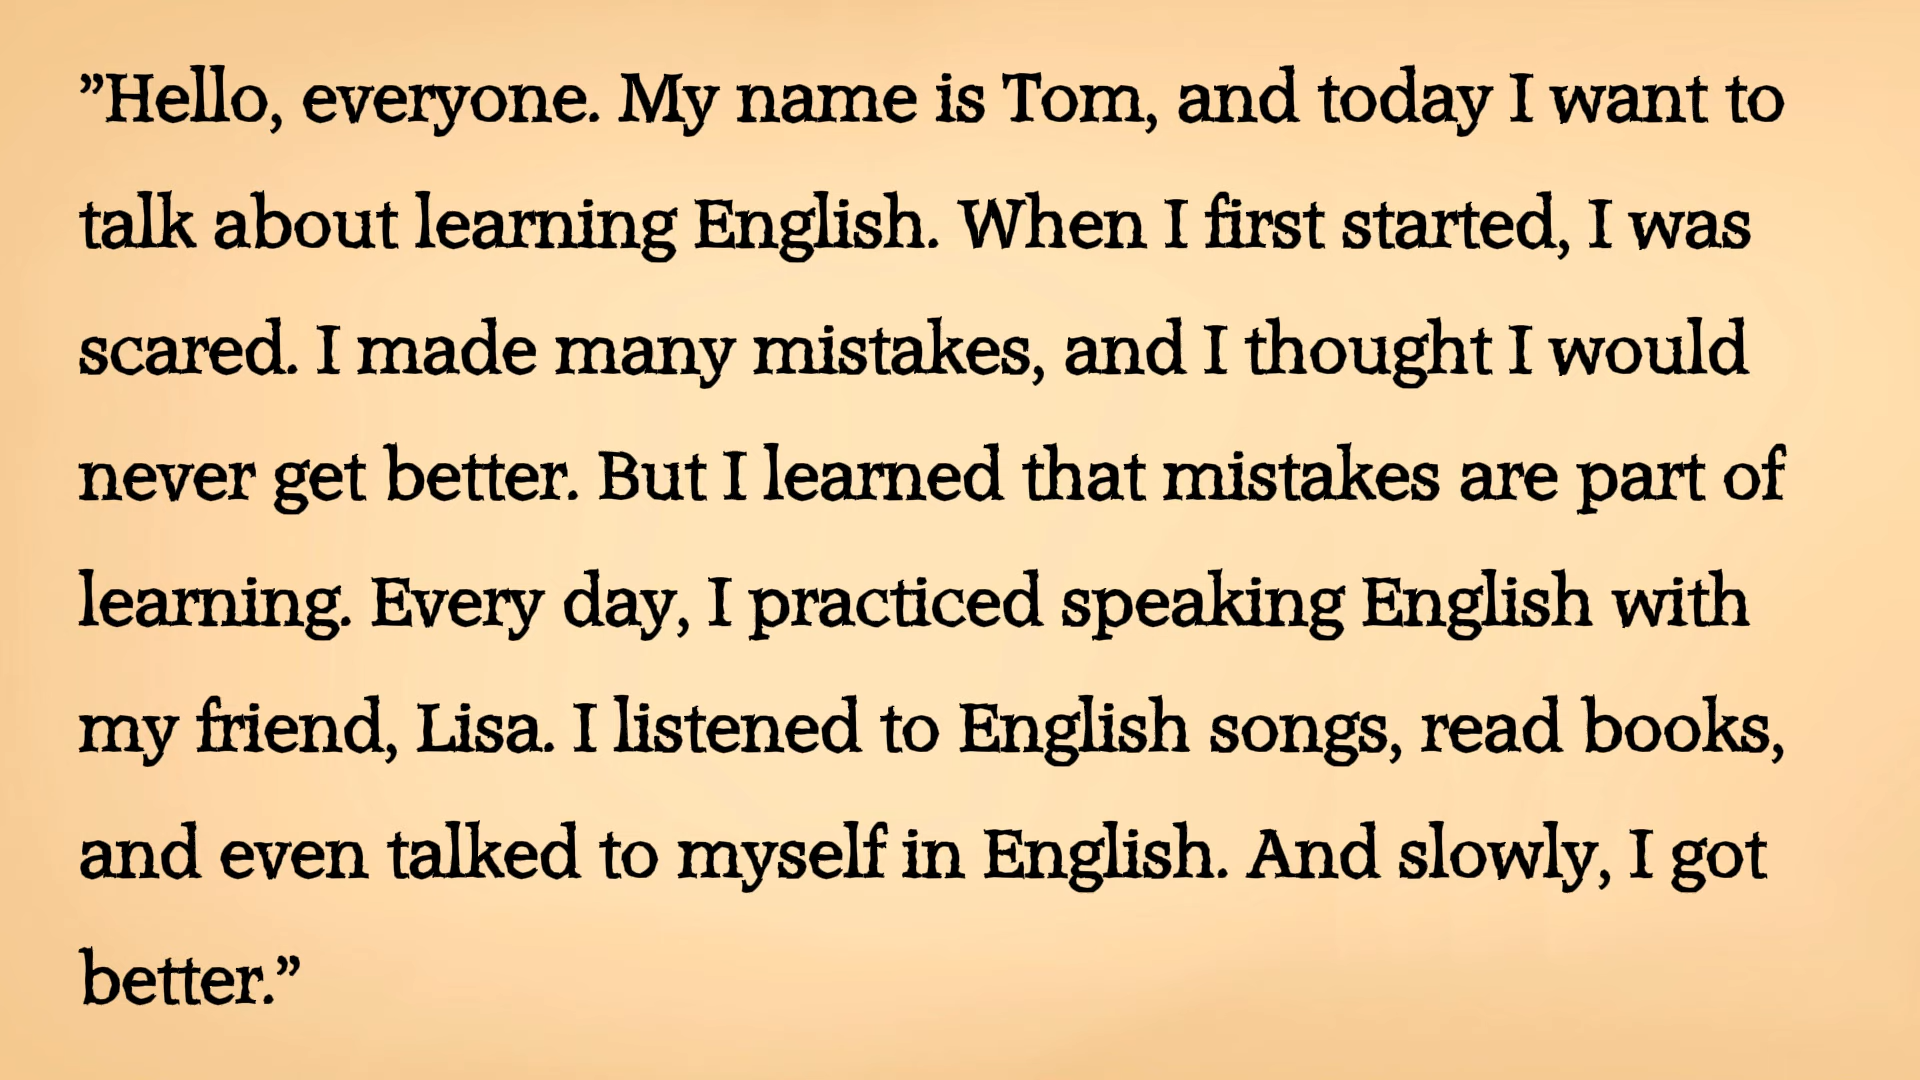 ”Hello, everyone. My name is Tom, and today I want to
talk about learning English. When I first started, I was
scared. I made many mistakes, and I thought I would
never get better. But I learned that mistakes are part of
learning. Every day, I practiced speaking English with
my friend, Lisa. I listened to English songs, read books,
and even talked to myself in English. And slowly, I got
better.”